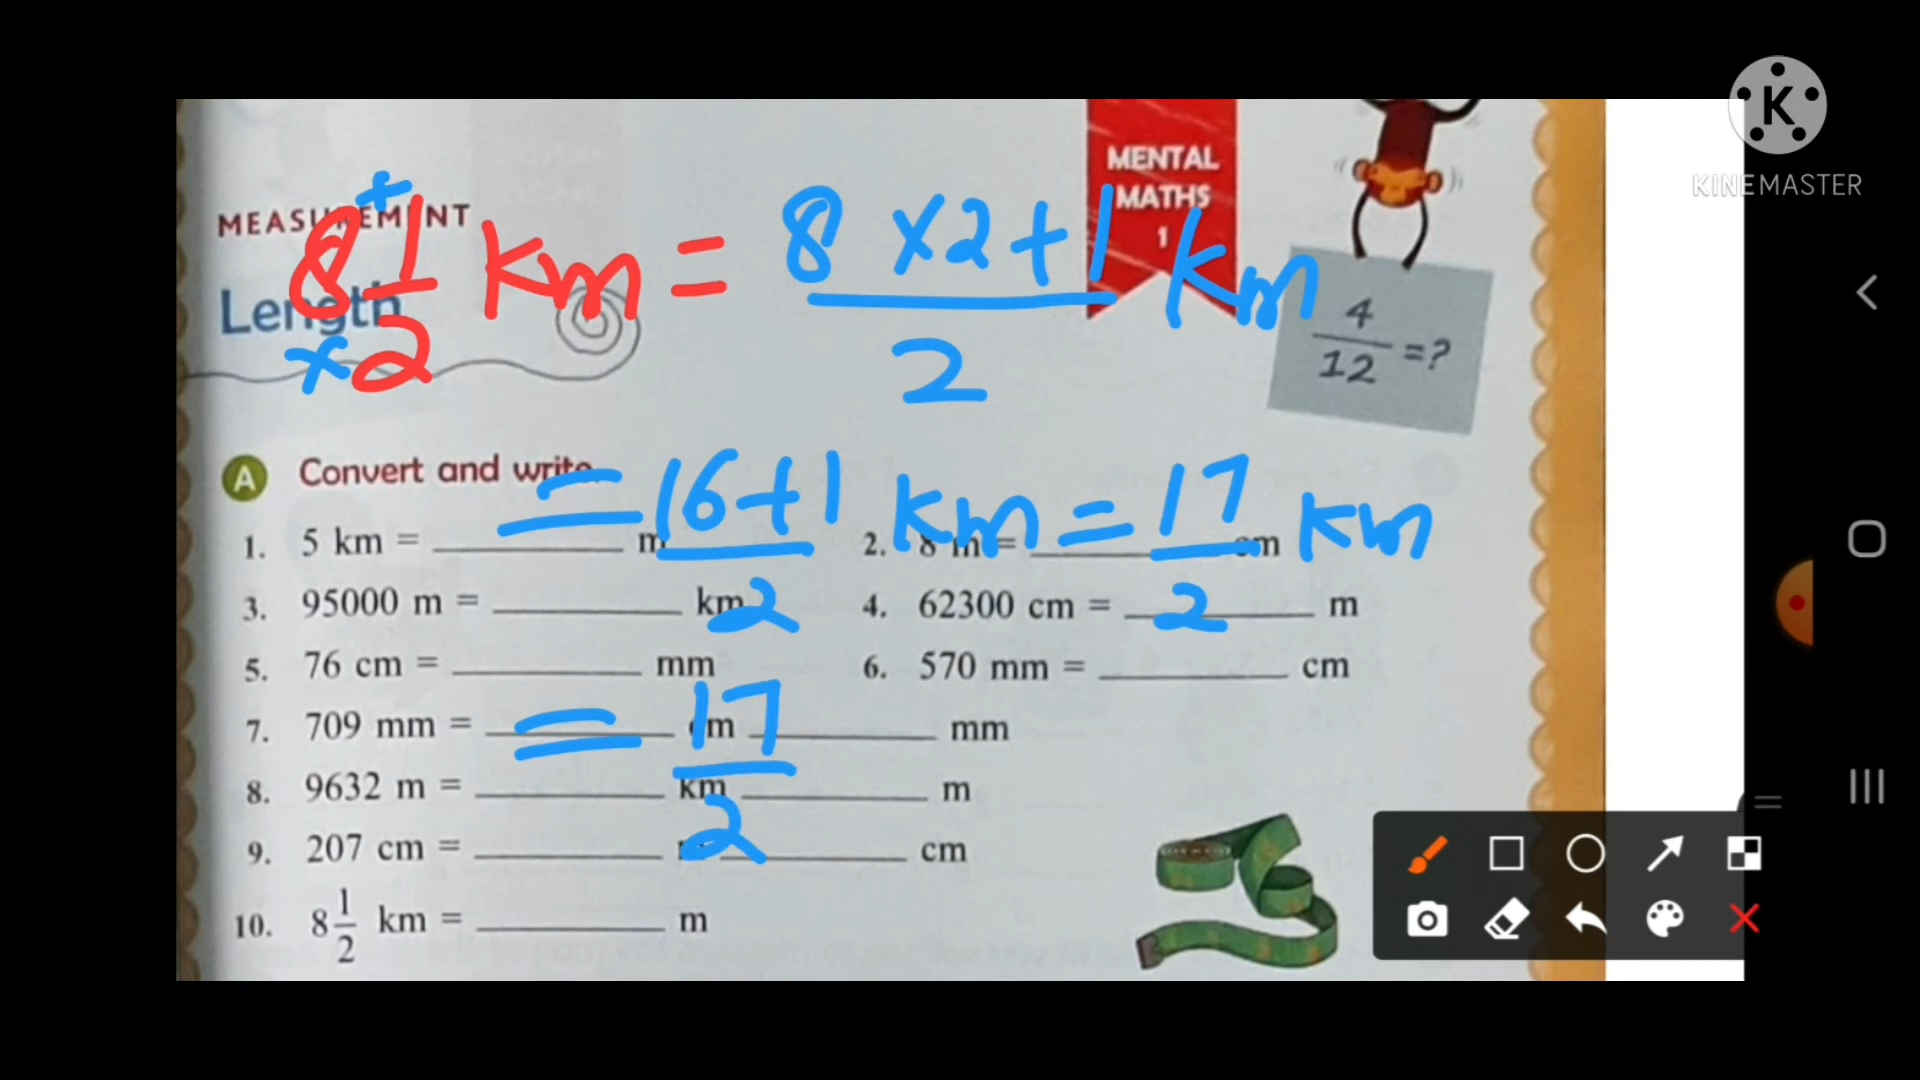 KINEMASTER
MENTAL
MATHS
1
MEASUREMENT
Length
8 1/2 km = 8 x 2 + 1 / 2 km
+
x
4/12 = ?
A Convert and write.
= 16+1 / 2 km = 17/2 km
1. 5 km = ________ m
2. 8 m = ________ cm
3. 95000 m = ________ km
4. 62300 cm = ________ m
5. 76 cm = ________ mm
6. 570 mm = ________ cm
= 17/2
7. 709 mm = ________ cm ________ mm
8. 9632 m = ________ km ________ m
9. 207 cm = ________ ________ cm
10. 8 1/2 km = ________ m